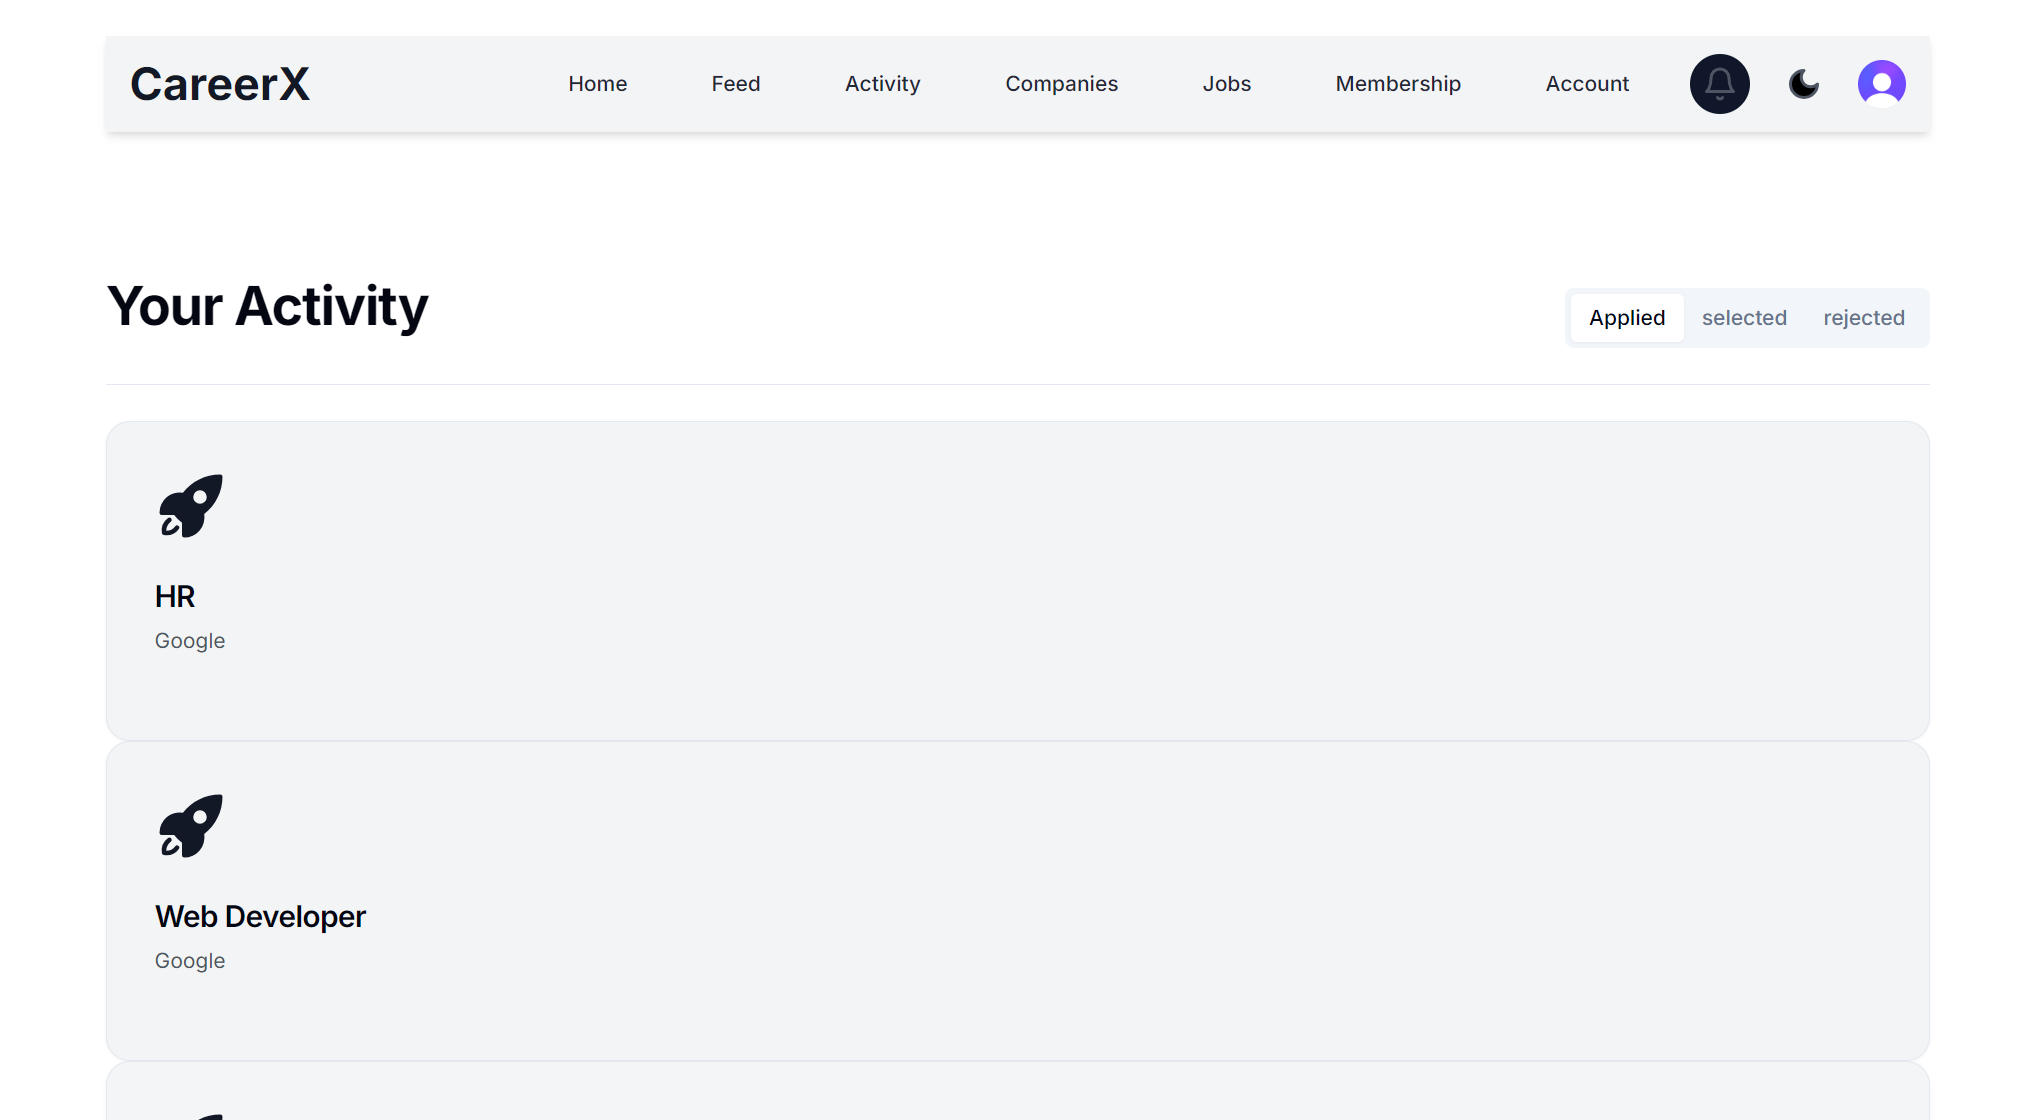 CareerX Home Feed Activity Companies Jobs Membership Account
Your Activity
Applied selected rejected
HR
Google
Web Developer
Google